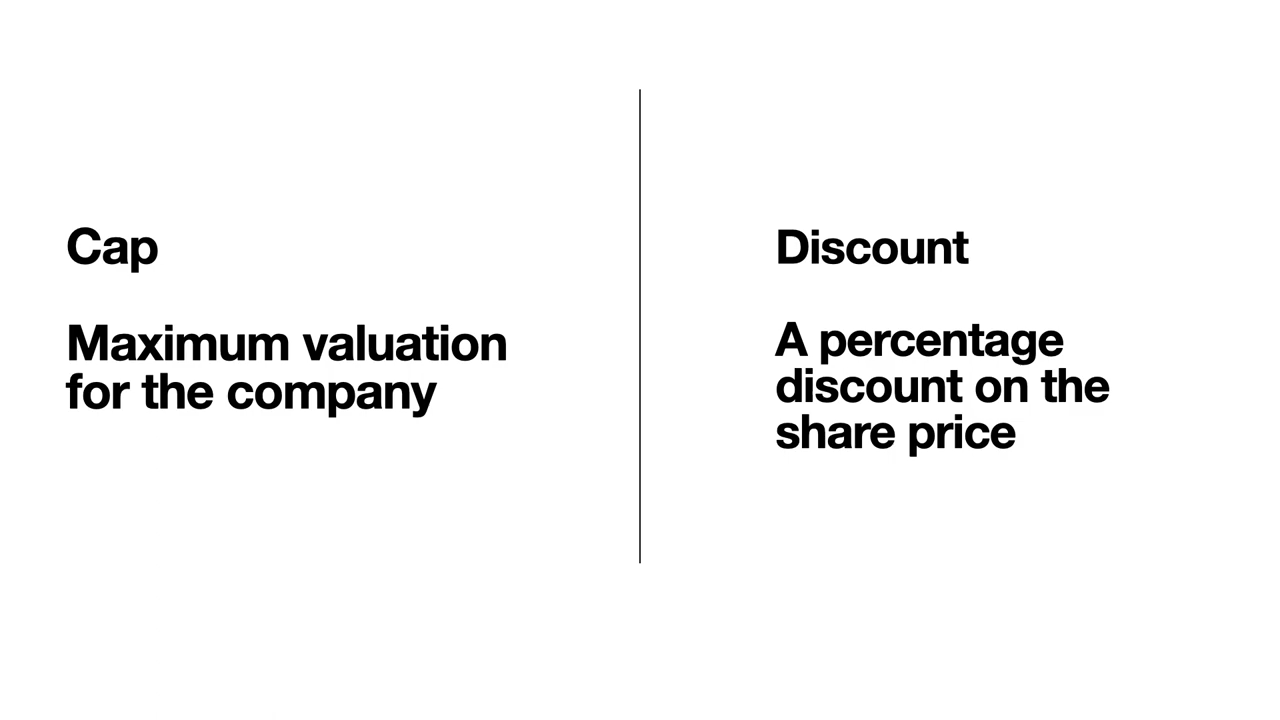 Cap
Maximum valuation
for the company
Discount
A percentage
discount on the
share price